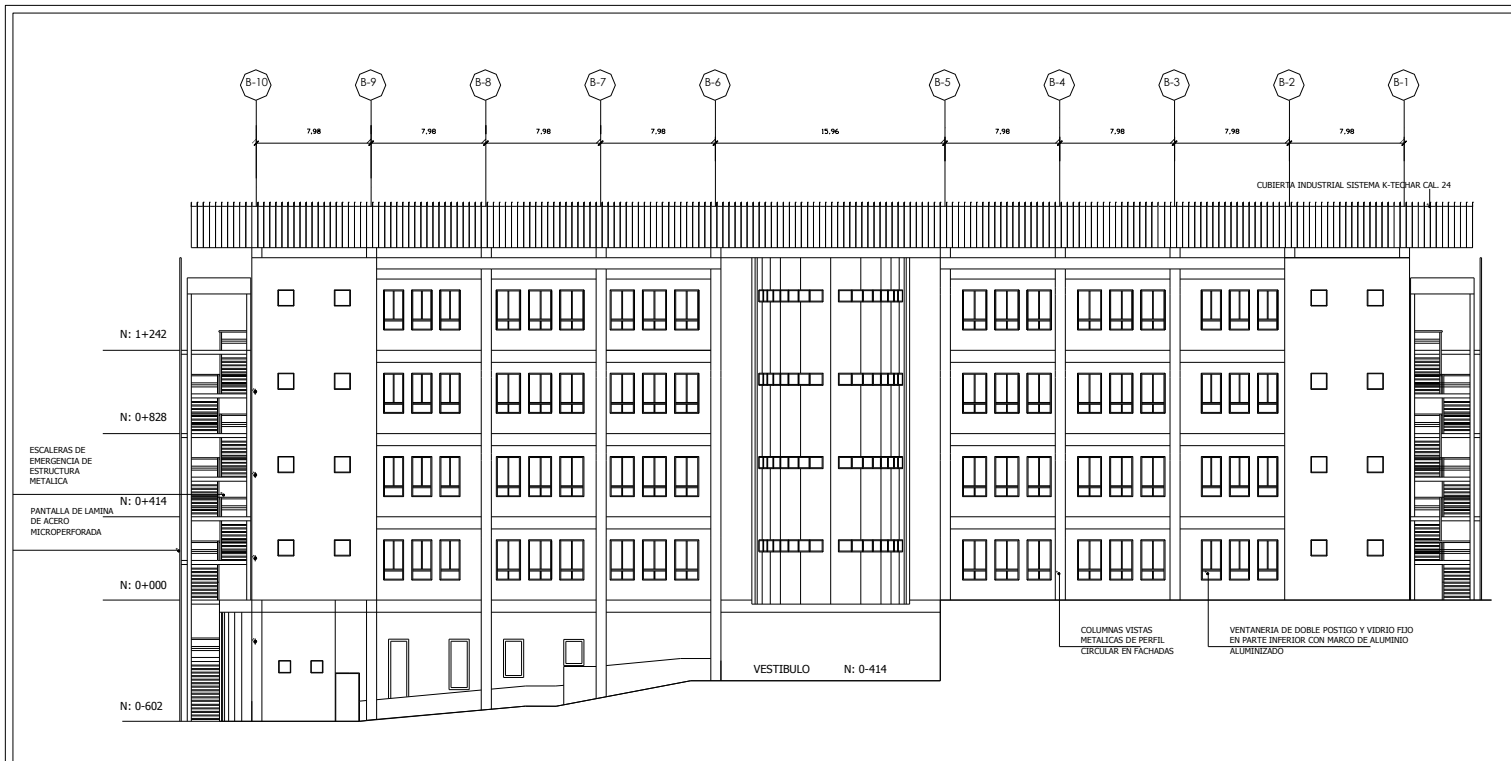 B-10 B-9 B-8 B-7 B-6 B-5 B-4 B-3 B-2 B-1
7,98 7,98 7,98 7,98 15,96 7,98 7,98 7,98 7,98
CUBIERTA INDUSTRIAL SISTEMA K-TECHAR CAL. 24
N: 1+242
N: 0+828
ESCALERAS DE
EMERGENCIA DE
ESTRUCTURA
METALICA
N: 0+414
PANTALLA DE LAMINA
DE ACERO
MICROPERFORADA
N: 0+000
COLUMNAS VISTAS
METALICAS DE PERFIL
CIRCULAR EN FACHADAS
VENTANERIA DE DOBLE POSTIGO Y VIDRIO FIJO
EN PARTE INFERIOR CON MARCO DE ALUMINIO
ALUMINIZADO
VESTIBULO N: 0-414
N: 0-602